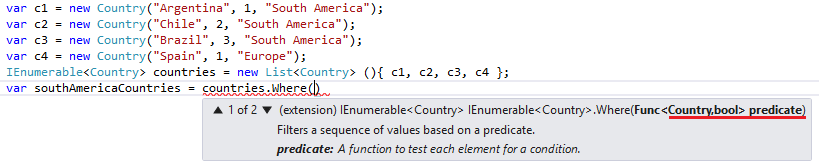 var c1 = new Country("Argentina", 1, "South America");
var c2 = new Country("Chile", 2, "South America");
var c3 = new Country("Brazil", 3, "South America");
var c4 = new Country("Spain", 1, "Europe");
IEnumerable<Country> countries = new List<Country> (){ c1, c2, c3, c4 };
var southAmericaCountries = countries.Where()
▲ 1 of 2 ▼ (extension) IEnumerable<Country> IEnumerable<Country>.Where(Func<Country,bool> predicate)
Filters a sequence of values based on a predicate.
predicate: A function to test each element for a condition.